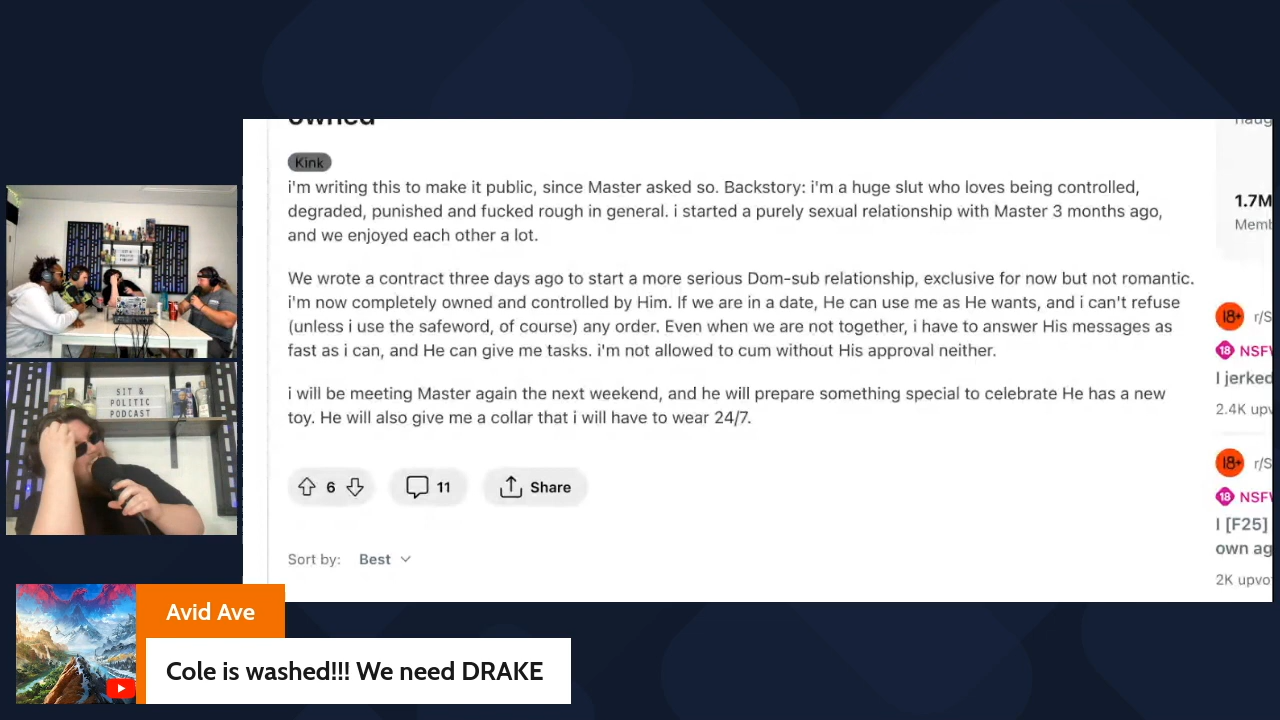 owned
Kink
i'm writing this to make it public, since Master asked so. Backstory: i'm a huge slut who loves being controlled,
degraded, punished and fucked rough in general. i started a purely sexual relationship with Master 3 months ago,
and we enjoyed each other a lot.
We wrote a contract three days ago to start a more serious Dom-sub relationship, exclusive for now but not romantic.
i'm now completely owned and controlled by Him. If we are in a date, He can use me as He wants, and i can't refuse
(unless i use the safeword, of course) any order. Even when we are not together, i have to answer His messages as
fast as i can, and He can give me tasks. i'm not allowed to cum without His approval neither.
i will be meeting Master again the next weekend, and he will prepare something special to celebrate He has a new
toy. He will also give me a collar that i will have to wear 24/7.
6
11
Share
Sort by: Best
1.7M
Memb
18+ r/S
18 NSFW
I jerked
2.4K upv
18+ r/S
18 NSFW
I [F25]
own ag
2K upvo
SIT &
POLITIC
PODCAST
Avid Ave
Cole is washed!!! We need DRAKE